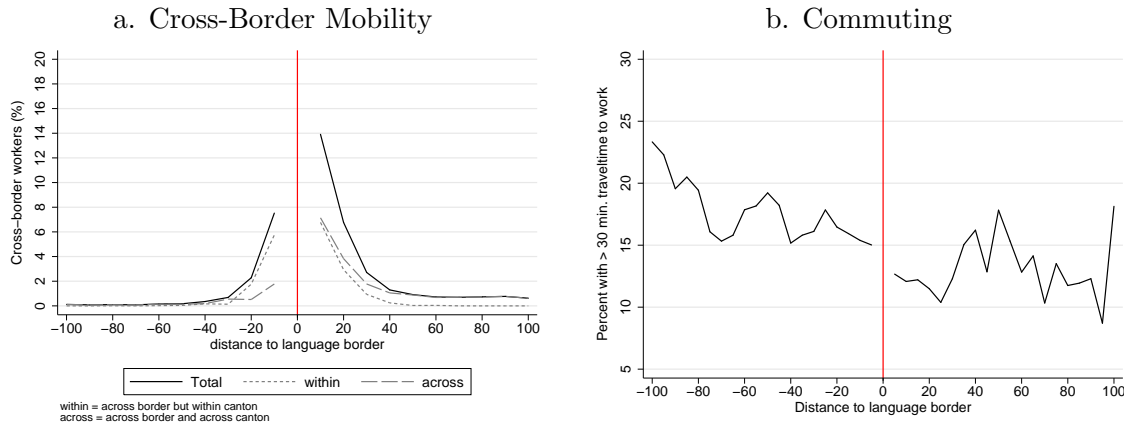 a. Cross-Border Mobility
Cross−border workers (%)
20
18
16
14
12
10
8
6
4
2
0
−100 −80 −60 −40 −20 0 20 40 60 80 100
distance to language border
Total within across
within = across border but within canton
across = across border and across canton
b. Commuting
Percent with > 30 min. traveltime to work
30
25
20
15
10
5
−100 −80 −60 −40 −20 0 20 40 60 80 100
Distance to language border